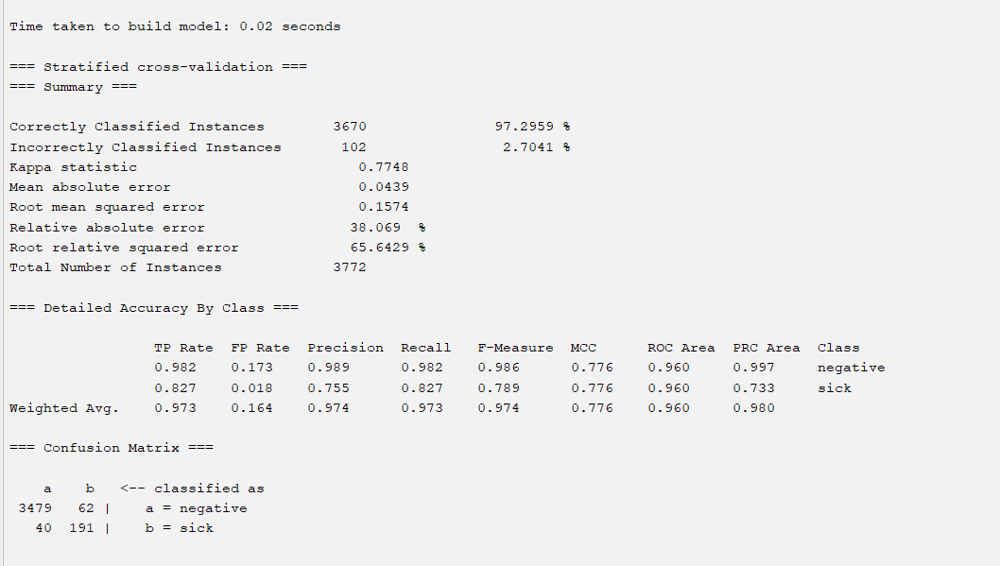 Time taken to build model: 0.02 seconds
=== Stratified cross-validation ===
=== Summary ===
Correctly Classified Instances 3670 97.2959 %
Incorrectly Classified Instances 102 2.7041 %
Kappa statistic 0.7748
Mean absolute error 0.0439
Root mean squared error 0.1574
Relative absolute error 38.069 %
Root relative squared error 65.6429 %
Total Number of Instances 3772
=== Detailed Accuracy By Class ===
TP Rate FP Rate Precision Recall F-Measure MCC ROC Area PRC Area Class
0.982 0.173 0.989 0.982 0.986 0.776 0.960 0.997 negative
0.827 0.018 0.755 0.827 0.789 0.776 0.960 0.733 sick
Weighted Avg. 0.973 0.164 0.974 0.973 0.974 0.776 0.960 0.980
=== Confusion Matrix ===
a b <-- classified as
3479 62 | a = negative
40 191 | b = sick